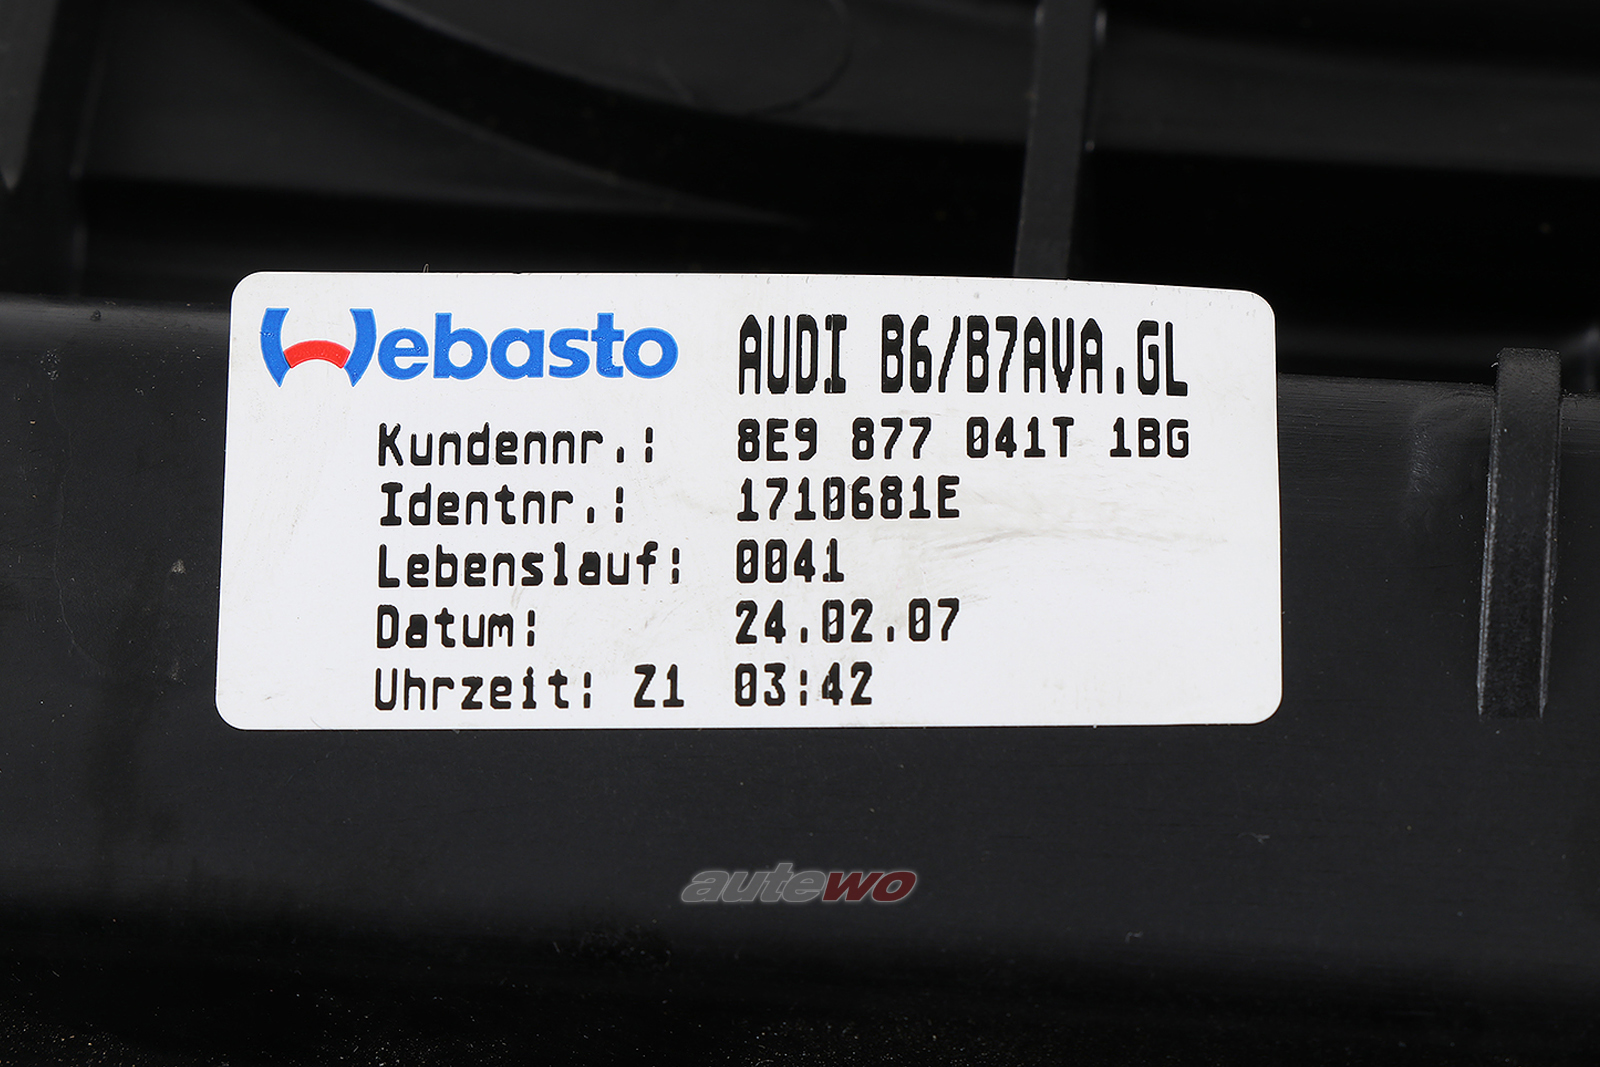 Webasto AUDI B6/B7AVA.GL
Kundennr.: 8E9 877 041T 1BG
Identnr.: 1710681E
Lebenslauf: 0041
Datum: 24.02.07
Uhrzeit: Z1 03:42
autewo